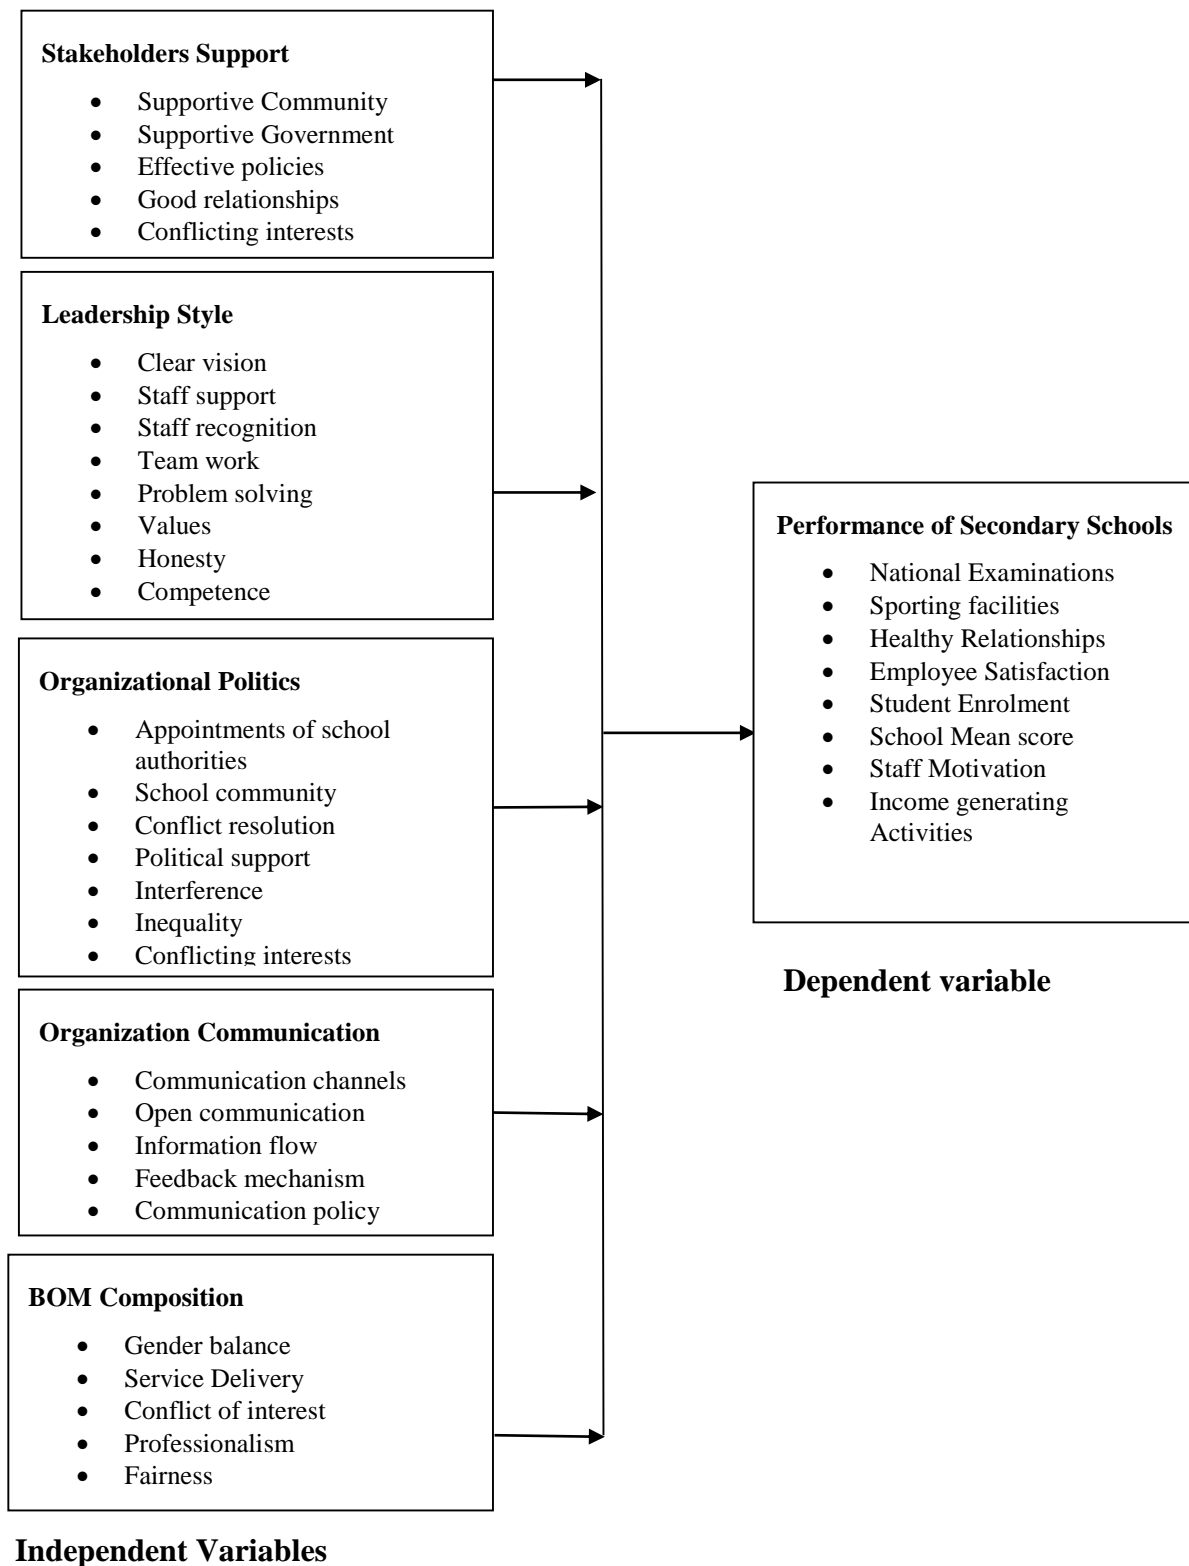 Stakeholders Support
• Supportive Community
• Supportive Government
• Effective policies
• Good relationships
• Conflicting interests
Leadership Style
• Clear vision
• Staff support
• Staff recognition
• Team work
• Problem solving
• Values
• Honesty
• Competence
Organizational Politics
• Appointments of school
authorities
• School community
• Conflict resolution
• Political support
• Interference
• Inequality
• Conflicting interests
Organization Communication
• Communication channels
• Open communication
• Information flow
• Feedback mechanism
• Communication policy
BOM Composition
• Gender balance
• Service Delivery
• Conflict of interest
• Professionalism
• Fairness
Independent Variables
Performance of Secondary Schools
• National Examinations
• Sporting facilities
• Healthy Relationships
• Employee Satisfaction
• Student Enrolment
• School Mean score
• Staff Motivation
• Income generating
Activities
Dependent variable